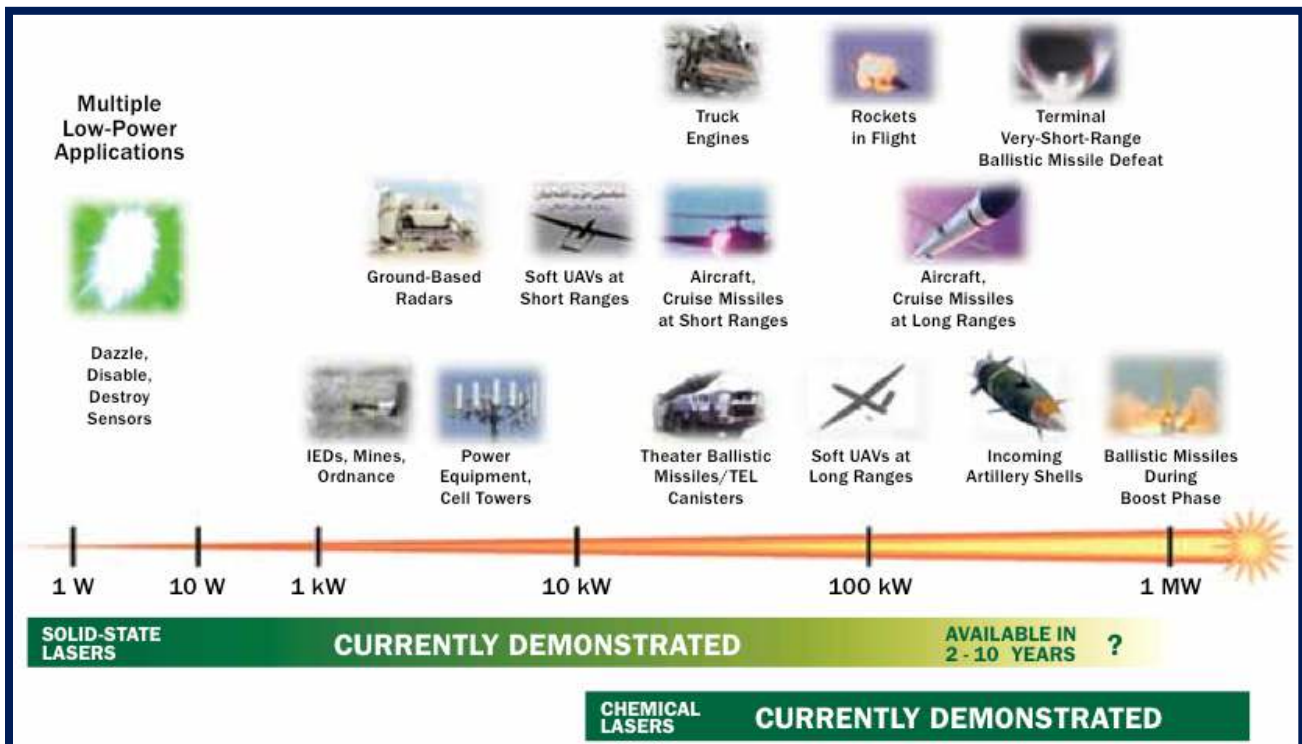 Multiple
Low-Power
Applications
Dazzle,
Disable,
Destroy
Sensors
Truck
Engines
Rockets
in Flight
Terminal
Very-Short-Range
Ballistic Missile Defeat
Ground-Based
Radars
Soft UAVs at
Short Ranges
Aircraft,
Cruise Missiles
at Short Ranges
Aircraft,
Cruise Missiles
at Long Ranges
IEDs, Mines,
Ordnance
Power
Equipment,
Cell Towers
Theater Ballistic
Missiles/TEL
Canisters
Soft UAVs at
Long Ranges
Incoming
Artillery Shells
Ballistic Missiles
During
Boost Phase
1 W 10 W 1 kW 10 kW 100 kW 1 MW
SOLID-STATE
LASERS
CURRENTLY DEMONSTRATED
AVAILABLE IN
2 - 10 YEARS
?
CHEMICAL
LASERS
CURRENTLY DEMONSTRATED